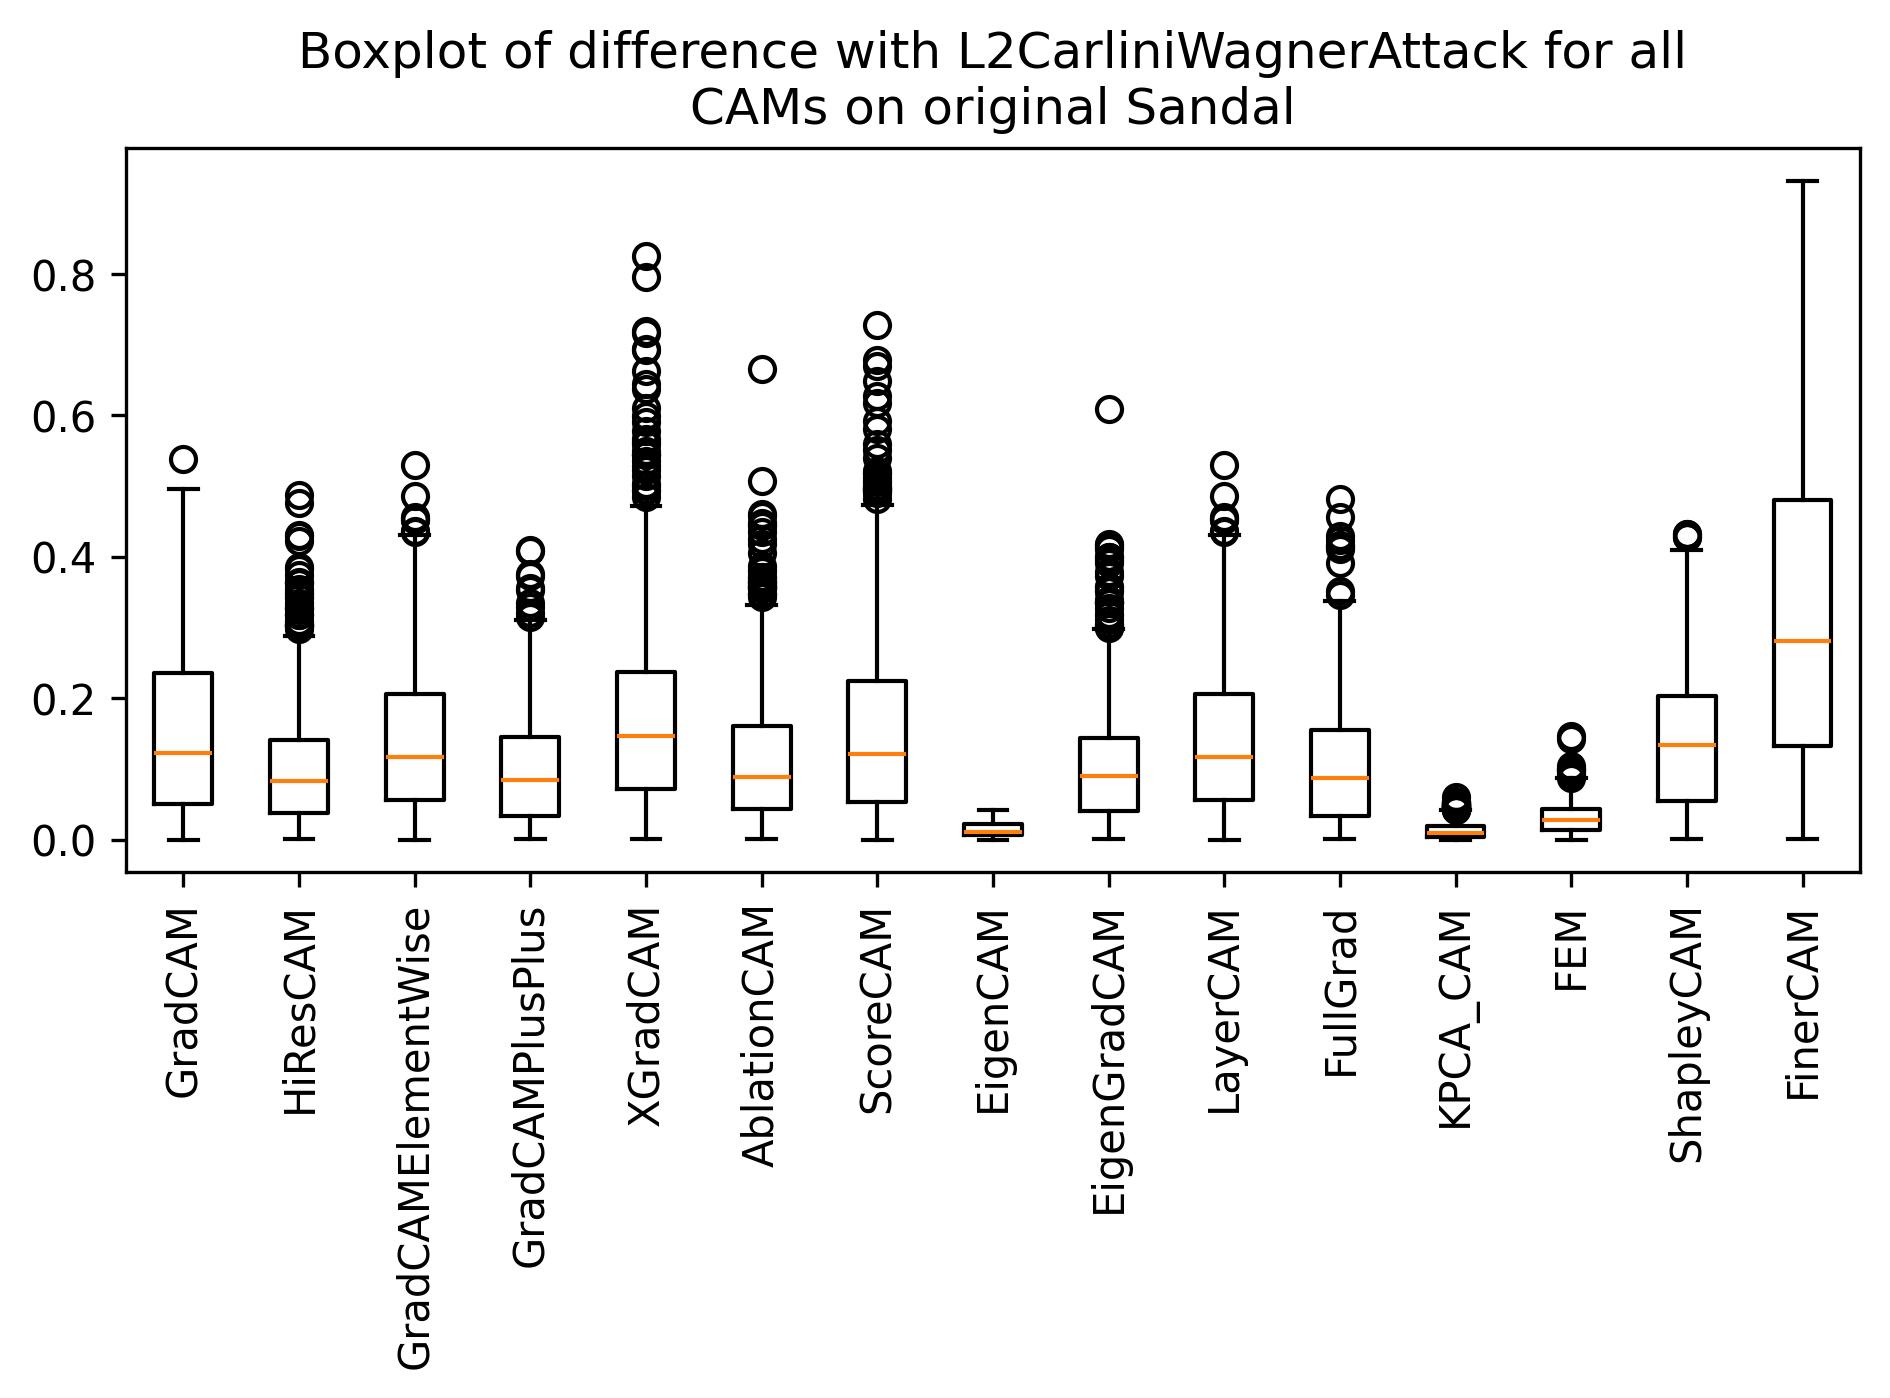 Boxplot of difference with L2CarliniWagnerAttack for all
CAMs on original Sandal
0.8
0.6
0.4
0.2
0.0
GradCAM
HiResCAM
GradCAMElementWise
GradCAMPlusPlus
XGradCAM
AblationCAM
ScoreCAM
EigenCAM
EigenGradCAM
LayerCAM
FullGrad
KPCA_CAM
FEM
ShapleyCAM
FinerCAM